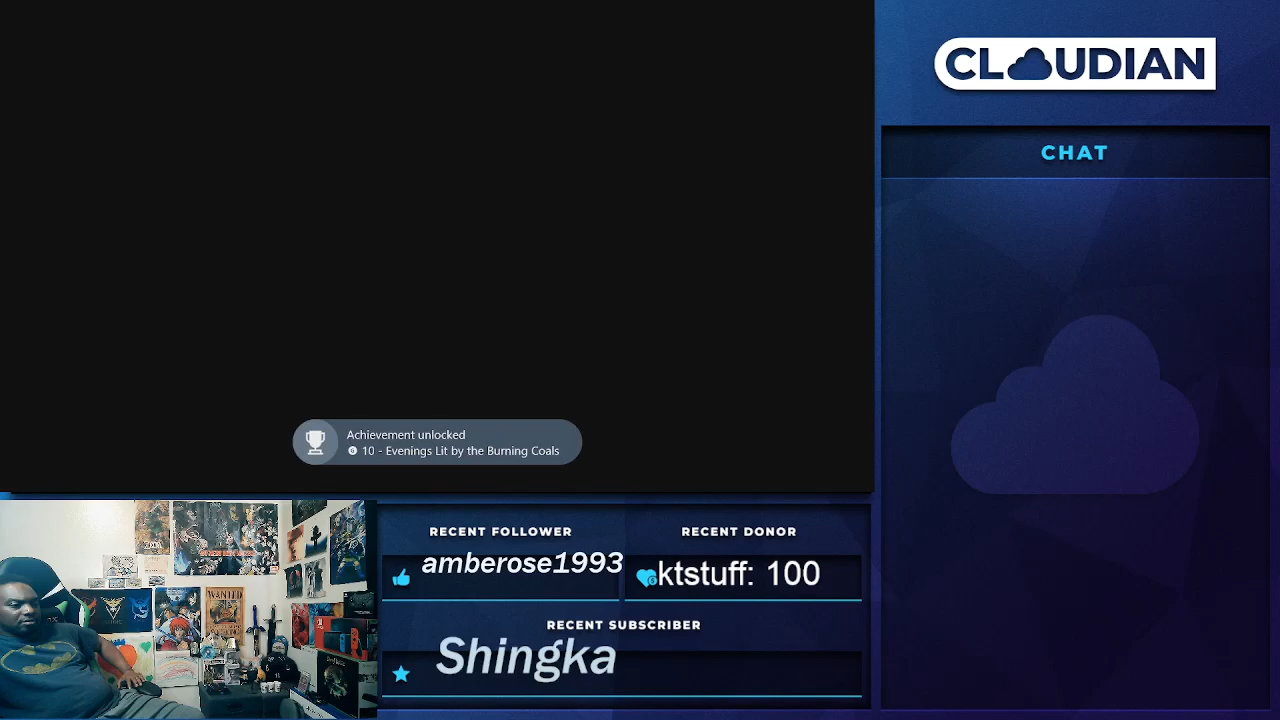 CLOUDIAN
CHAT
Achievement unlocked
G 10 - Evenings Lit by the Burning Coals
RECENT FOLLOWER
amberose1993
RECENT DONOR
ktstuff: 100
RECENT SUBSCRIBER
Shingka
WANTED